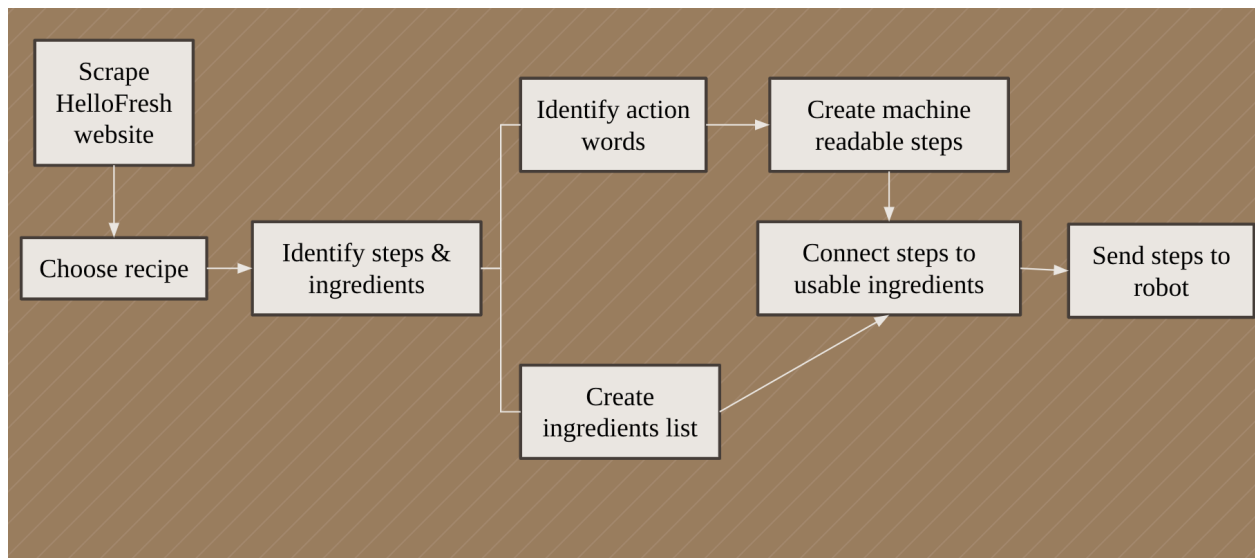 Scrape
HelloFresh
website
Choose recipe
Identify steps &
ingredients
Identify action
words
Create machine
readable steps
Create
ingredients list
Connect steps to
usable ingredients
Send steps to
robot